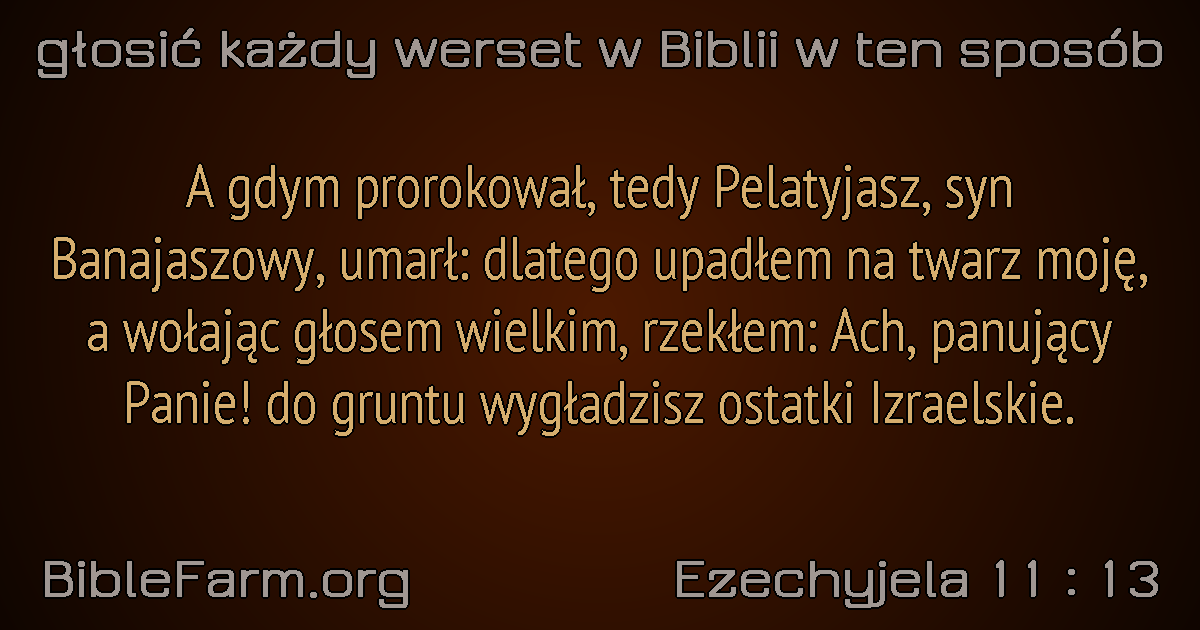 głosić każdy werset w Biblii w ten sposób
A gdym prorokował, tedy Pelatyjasz, syn
Banajaszowy, umarł: dlatego upadłem na twarz moję,
a wołając głosem wielkim, rzekłem: Ach, panujący
Panie! do gruntu wygładzisz ostatki Izraelskie.
BibleFarm.org
Ezechyjela 11 : 13